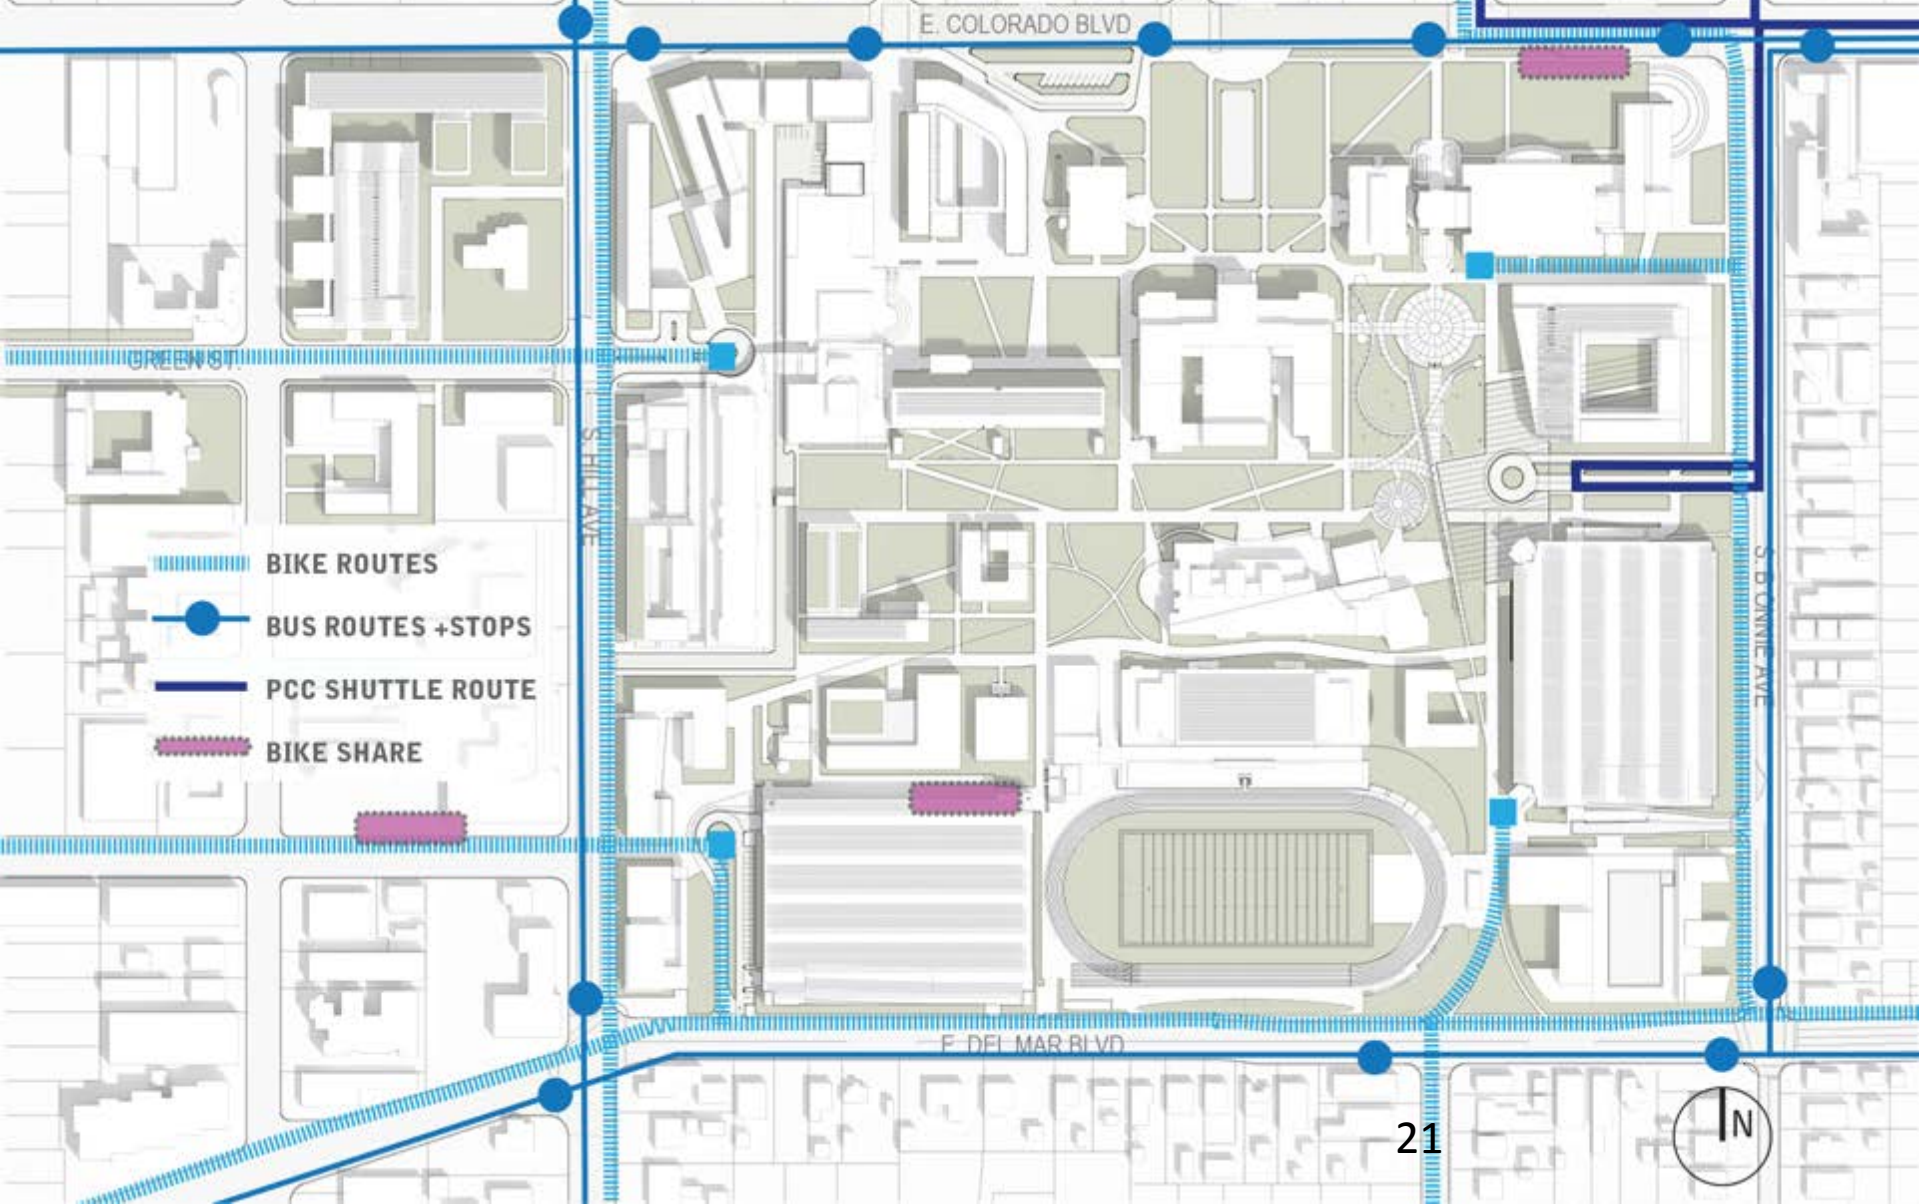 E. COLORADO BLVD
GREEN ST.
S. HILL AVE
BIKE ROUTES
BUS ROUTES +STOPS
PCC SHUTTLE ROUTE
BIKE SHARE
S. BONNIE AVE
E. DEL MAR BLVD
21
N